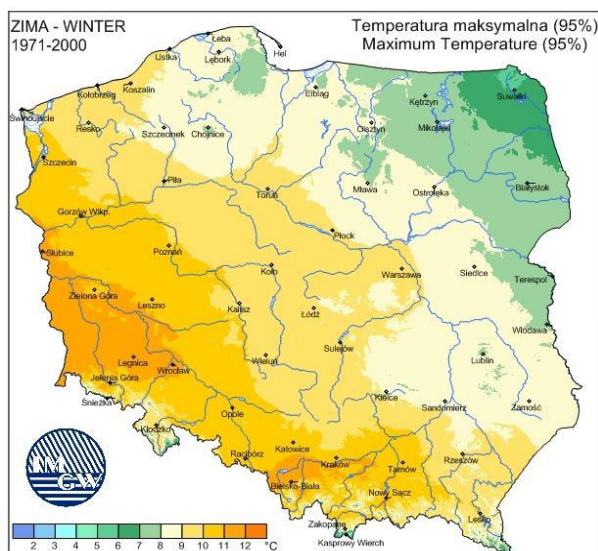 ZIMA - WINTER
1971-2000
Temperatura maksymalna (95%)
Maximum Temperature (95%)
Łeba
Hel
Ustka
Lębork
Koszalin
Kołobrzeg
Elbląg
Kętrzyn
Suwałki
Świnoujście
Resko
Szczecinek
Chojnice
Olsztyn
Mikołajki
Szczecin
Piła
Toruń
Mława
Ostrołęka
Białystok
Gorzów Wlkp.
Płock
Słubice
Poznań
Koło
Warszawa
Siedlce
Terespol
Zielona Góra
Leszno
Kalisz
Łódź
Włodawa
Sulejów
Legnica
Wrocław
Wieluń
Lublin
Jelenia Góra
Kielce
Śnieżka
Opole
Sandomierz
Zamość
Kłodzko
Racibórz
Katowice
Kraków
Tarnów
Rzeszów
Bielsko-Biała
Nowy Sącz
Lesko
Zakopane
Kasprowy Wierch
IM
GW
2 3 4 5 6 7 8 9 10 11 12 °C